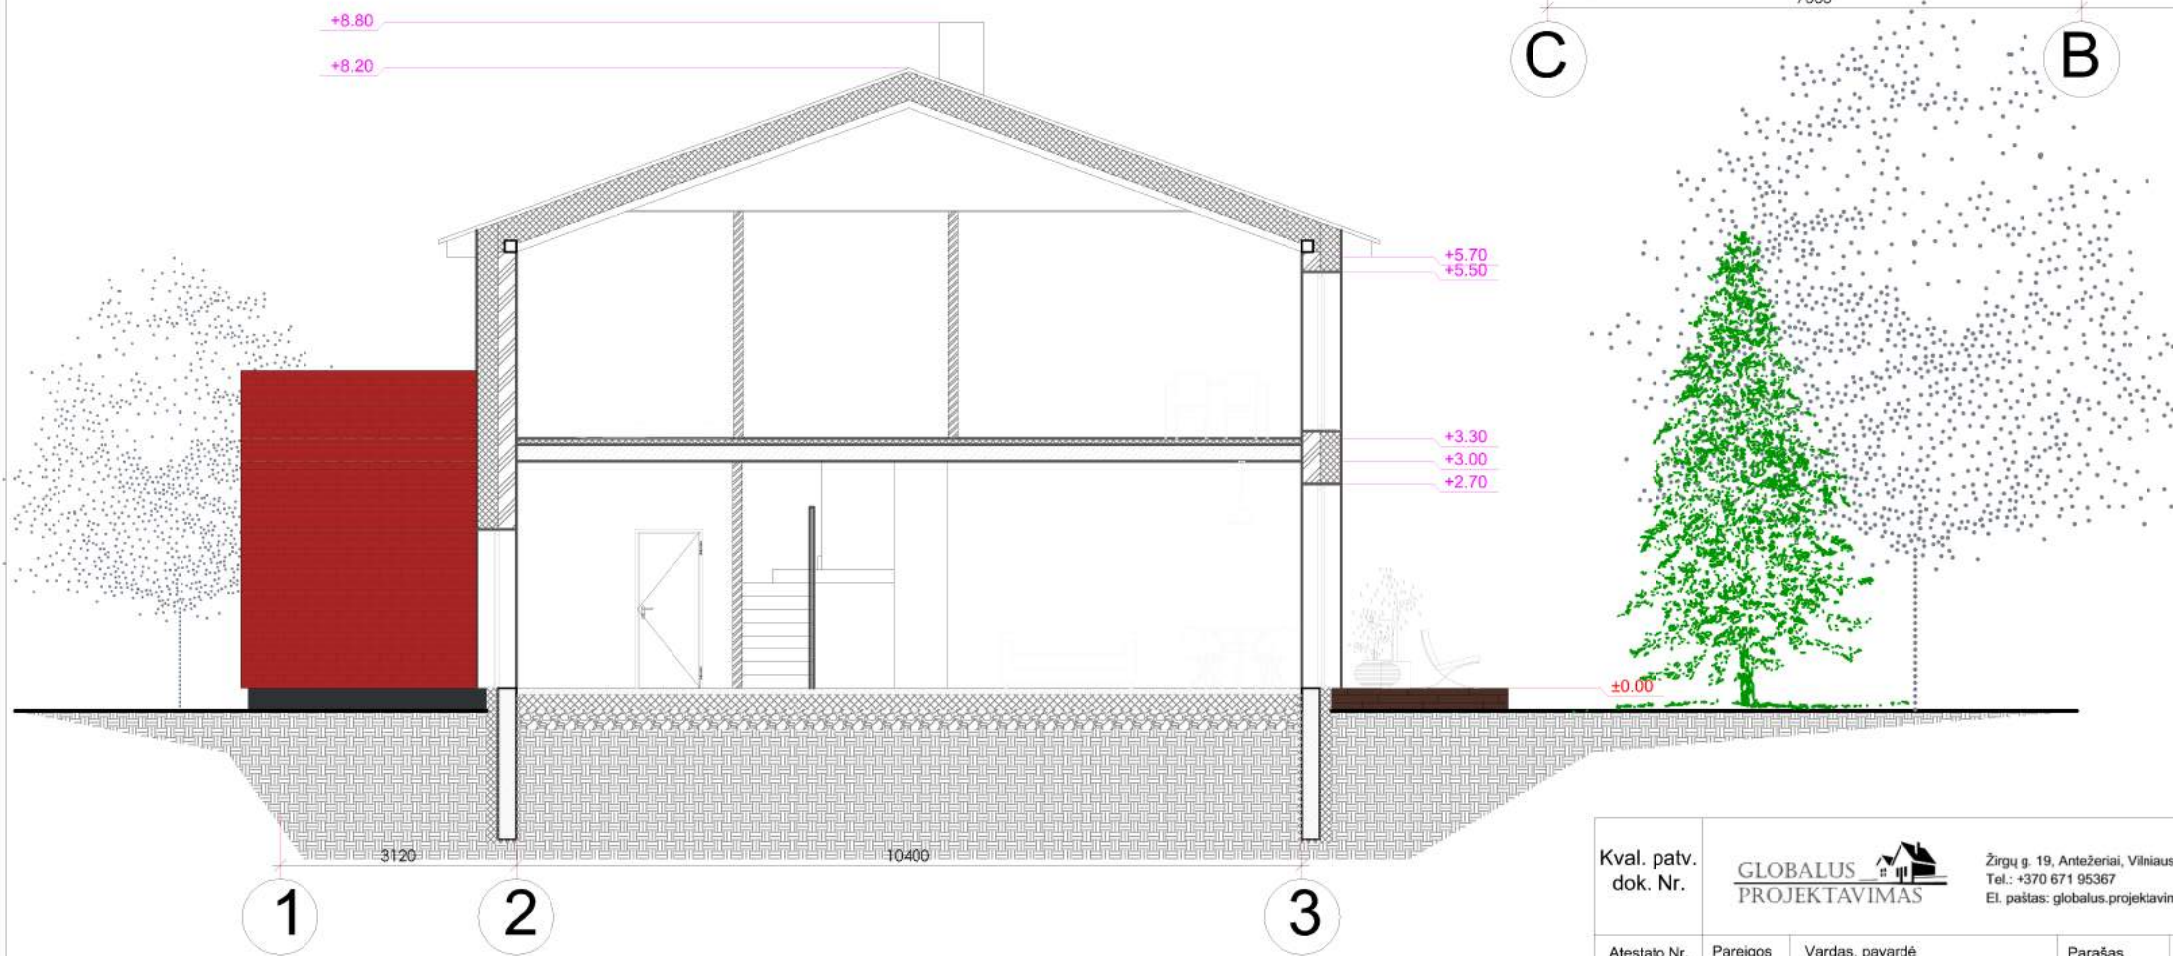 +8.80
+8.20
C
B
+5.70
+5.50
+3.30
+3.00
+2.70
±0.00
3120
10400
1
2
3
Kval. patv.
dok. Nr.
GLOBALUS
PROJEKTAVIMAS
Žirgų g. 19, Antežeriai, Vilniaus
Tel.: +370 671 95367
El. paštas: globalus.projektavim
Atestato Nr.
Pareigos
Vardas, pavardė
Parašas